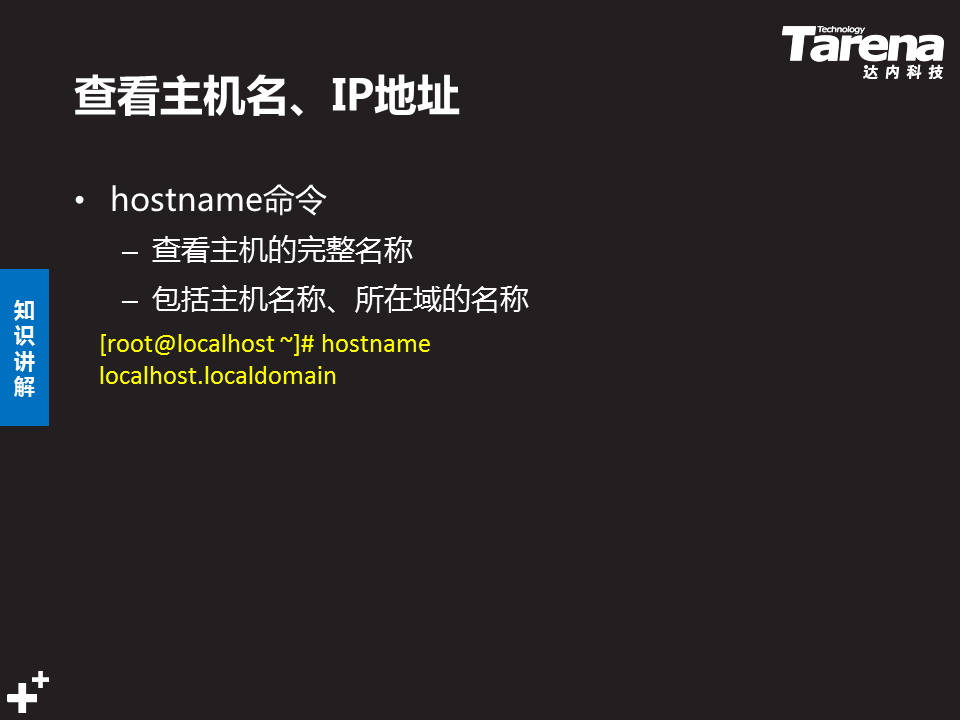 Technology
Tarena
达内科技
查看主机名、IP地址
• hostname命令
– 查看主机的完整名称
– 包括主机名称、所在域的名称
[root@localhost ~]# hostname
localhost.localdomain
知
识
讲
解